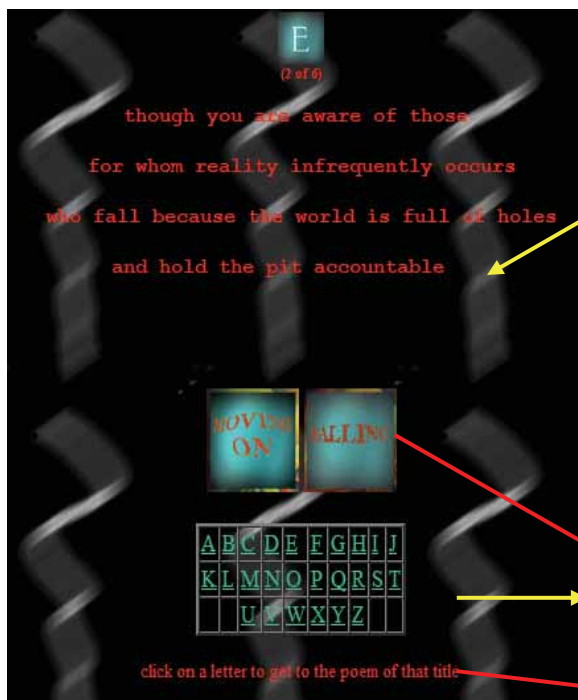 E
(2 of 6)
though you are aware of those
for whom reality infrequently occurs
who fall because the world is full of holes
and hold the pit accountable
MOVING
ON
FALLING
A B C D E F G H I J
K L M N O P Q R S T
U V W X Y Z
click on a letter to get to the poem of that title